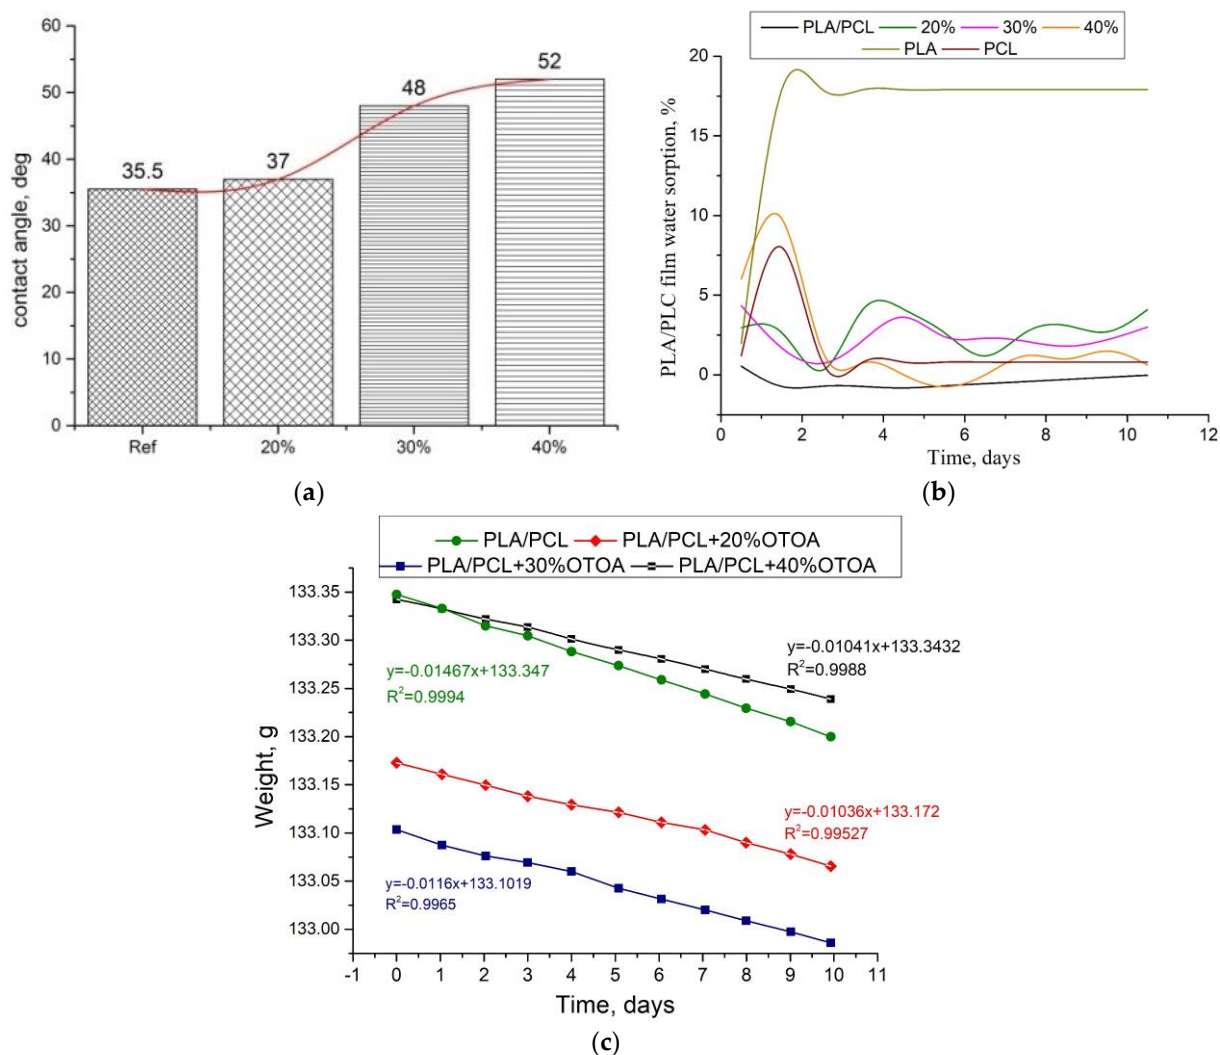 60
50
40
30
20
10
0
contact angle, deg
35.5
37
48
52
Ref
20%
30%
40%
(a)
PLA/PCL 20% 30% 40%
PLA PCL
20
15
10
5
0
PLA/PLC film water sorption, %
0 2 4 6 8 10 12
Time, days
(b)
PLA/PCL PLA/PCL+20%OTOA
PLA/PCL+30%OTOA PLA/PCL+40%OTOA
133.35
133.30
133.25
133.20
133.15
133.10
133.05
133.00
Weight, g
y=-0.01041x+133.3432
R²=0.9988
y=-0.01467x+133.347
R²=0.9994
y=-0.01036x+133.172
R²=0.99527
y=-0.0116x+133.1019
R²=0.9965
-1 0 1 2 3 4 5 6 7 8 9 10 11
Time, days
(c)